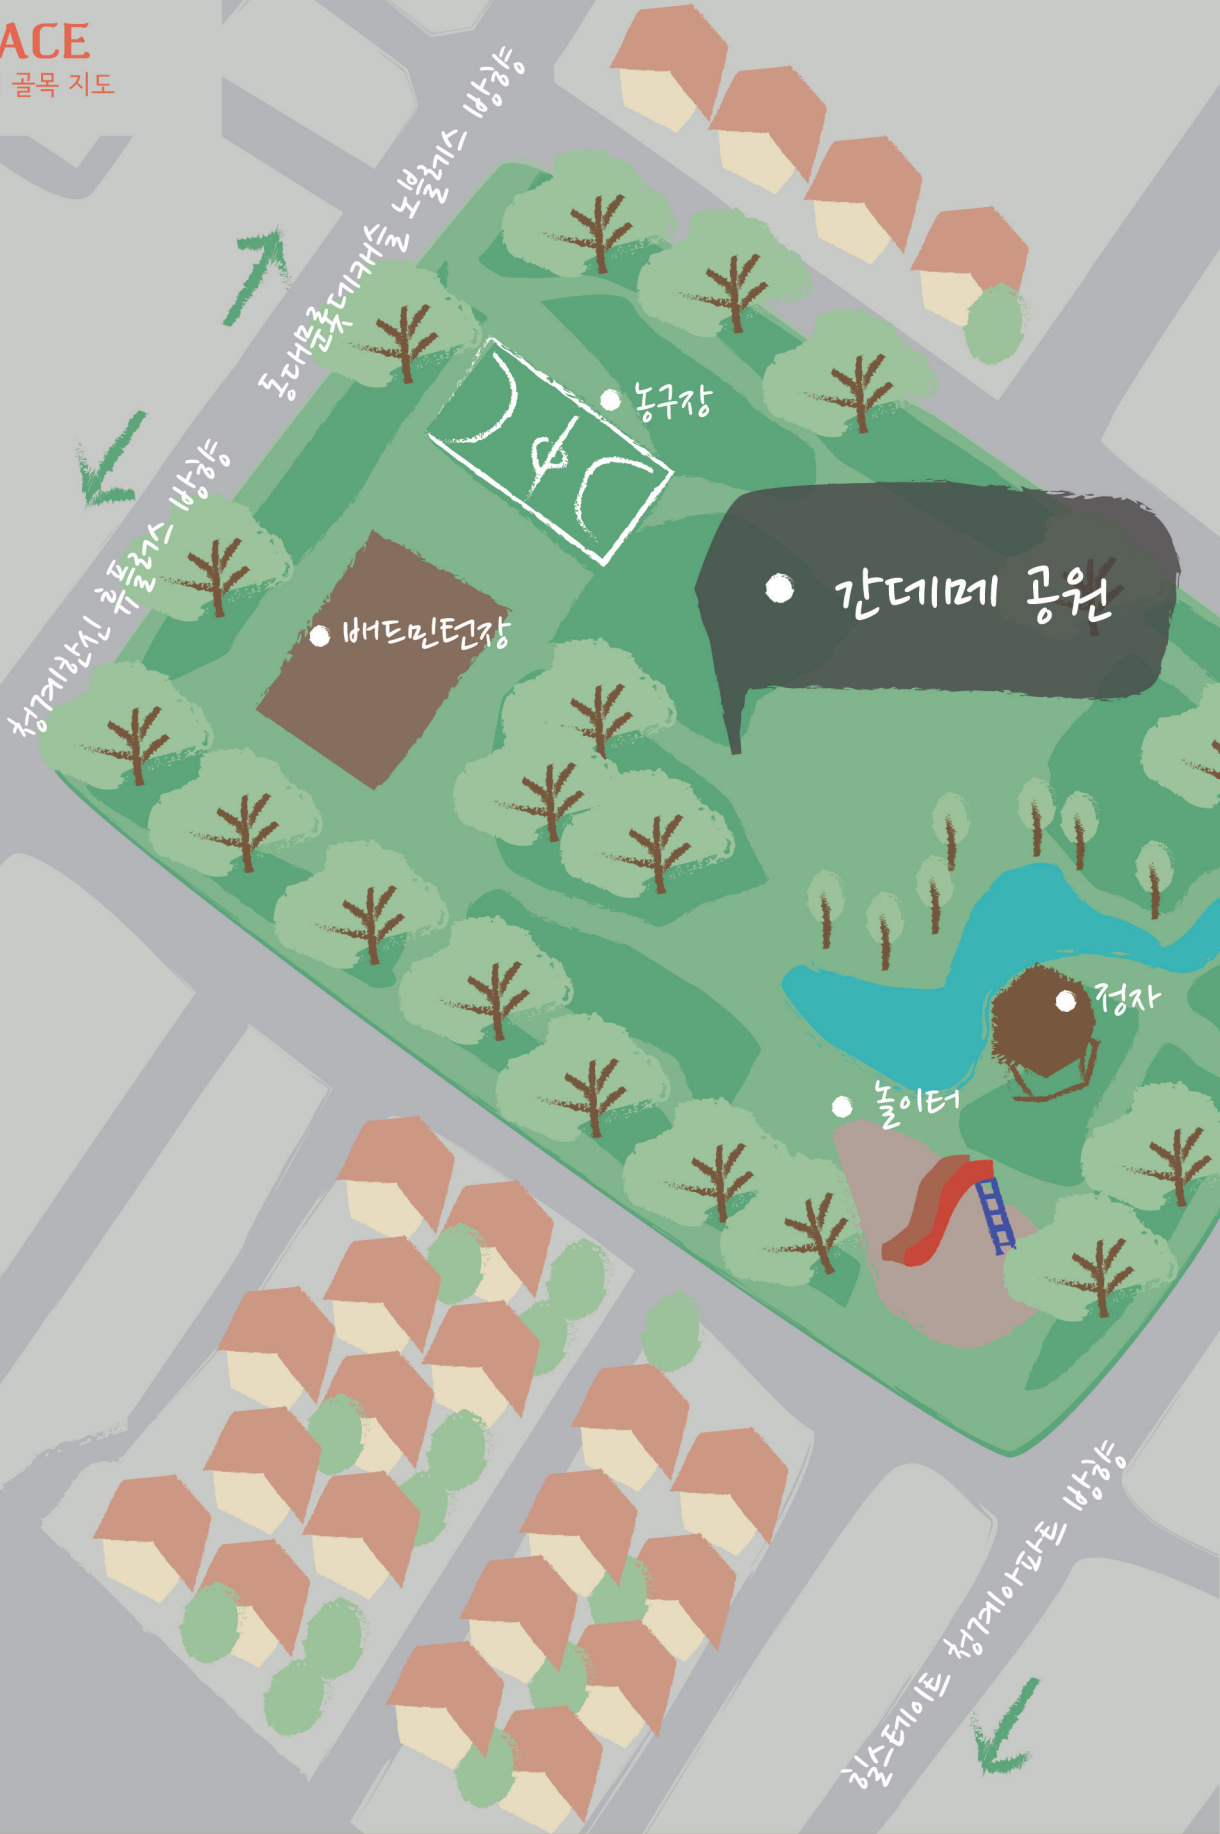 ACE
골목 지도
동대문롯데캐슬 노블레스 방향
농구장
청계한신 휴플러스 방향
간데메 공원
배드민턴장
정자
놀이터
힐스테이트 청계아파트 방향